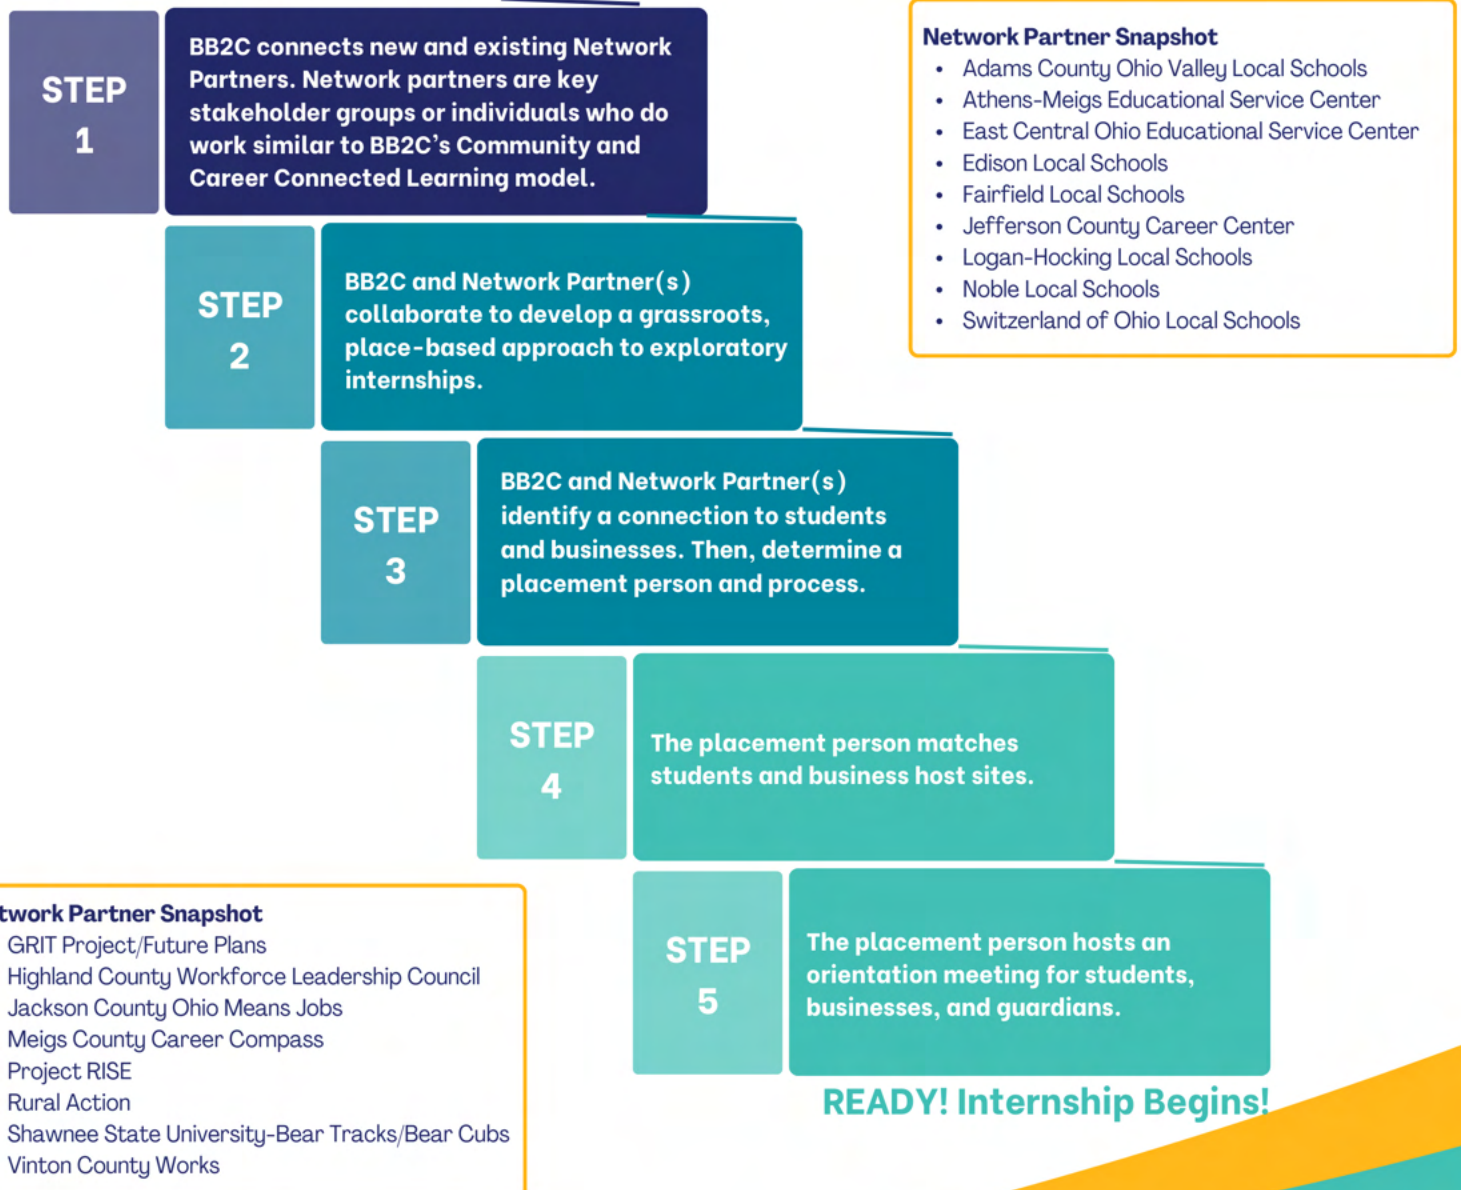 STEP
1
BB2C connects new and existing Network
Partners. Network partners are key
stakeholder groups or individuals who do
work similar to BB2C's Community and
Career Connected Learning model.
Network Partner Snapshot
• Adams County Ohio Valley Local Schools
• Athens-Meigs Educational Service Center
• East Central Ohio Educational Service Center
• Edison Local Schools
• Fairfield Local Schools
• Jefferson County Career Center
• Logan-Hocking Local Schools
• Noble Local Schools
• Switzerland of Ohio Local Schools
STEP
2
BB2C and Network Partner(s)
collaborate to develop a grassroots,
place-based approach to exploratory
internships.
STEP
3
BB2C and Network Partner(s)
identify a connection to students
and businesses. Then, determine a
placement person and process.
STEP
4
The placement person matches
students and business host sites.
STEP
5
The placement person hosts an
orientation meeting for students,
businesses, and guardians.
READY! Internship Begins!
twork Partner Snapshot
GRIT Project/Future Plans
Highland County Workforce Leadership Council
Jackson County Ohio Means Jobs
Meigs County Career Compass
Project RISE
Rural Action
Shawnee State University-Bear Tracks/Bear Cubs
Vinton County Works